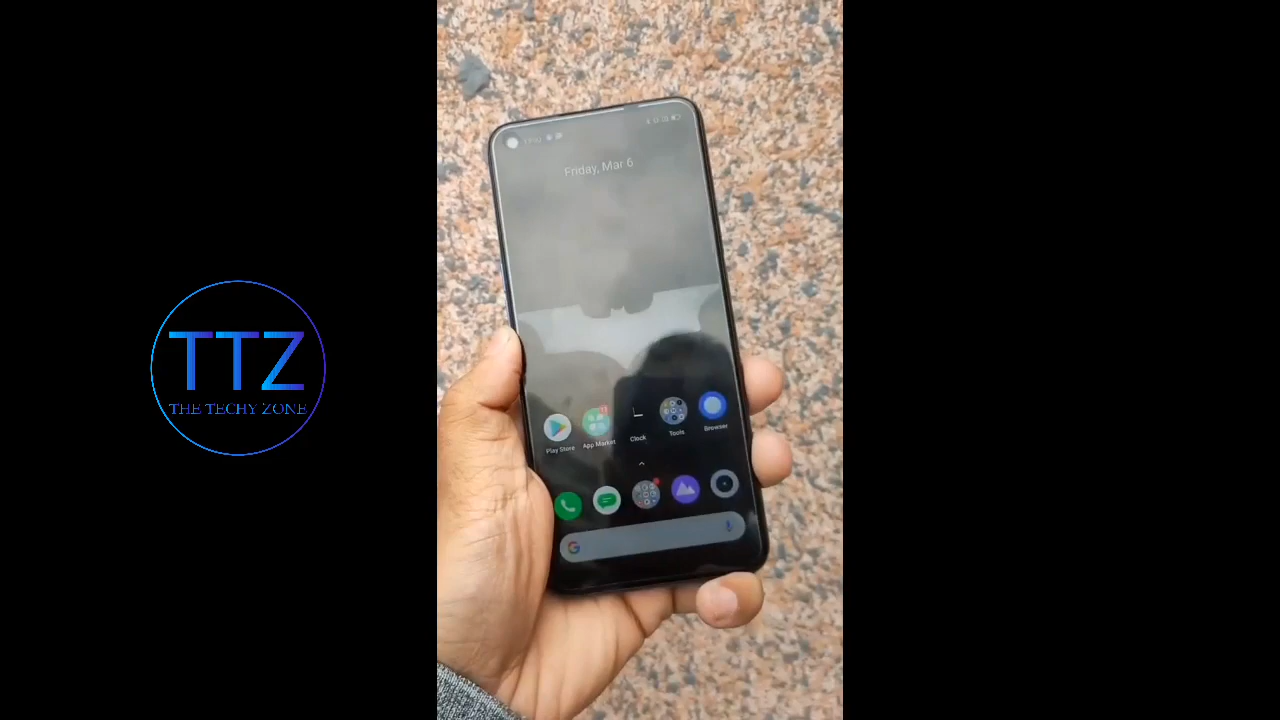 TTZ
THE TECHY ZONE
Friday, Mar 6
Play Store
App Market
Clock
Tools
Browser